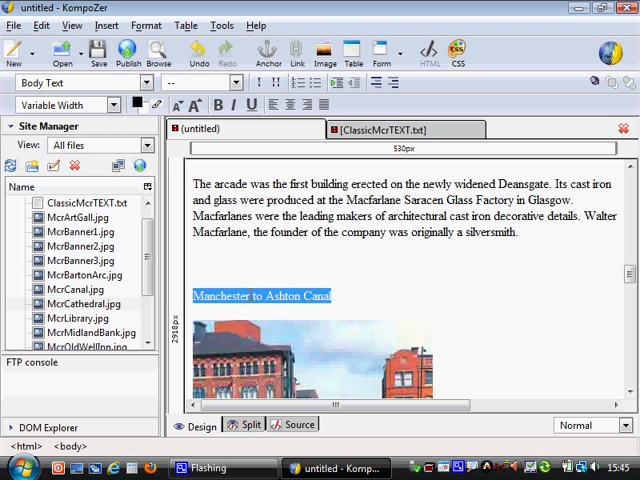 untitled - KompoZer
File Edit View Insert Format Table Tools Help
New Open Save Publish Browse Undo Redo Anchor Link Image Table Form HTML CSS
Body Text --
Variable Width B I U
Site Manager
(untitled) [ClassicMcrTEXT.txt]
View: All files
530px
Name
ClassicMcrTEXT.txt
McrArtGall.jpg
McrBanner1.jpg
McrBanner2.jpg
McrBanner3.jpg
McrBartonArc.jpg
McrCanal.jpg
McrCathedral.jpg
McrLibrary.jpg
McrMidlandBank.jpg
McrOldWellInn.jpg
The arcade was the first building erected on the newly widened Deansgate. Its cast iron
and glass were produced at the Macfarlane Saracen Glass Factory in Glasgow.
Macfarlanes were the leading makers of architectural cast iron decorative details. Walter
Macfarlane, the founder of the company was originally a silversmith.
Manchester to Ashton Canal
2918px
FTP console
DOM Explorer
Design Split Source Normal
<html> <body>
Flashing untitled - Kompo... 15:45